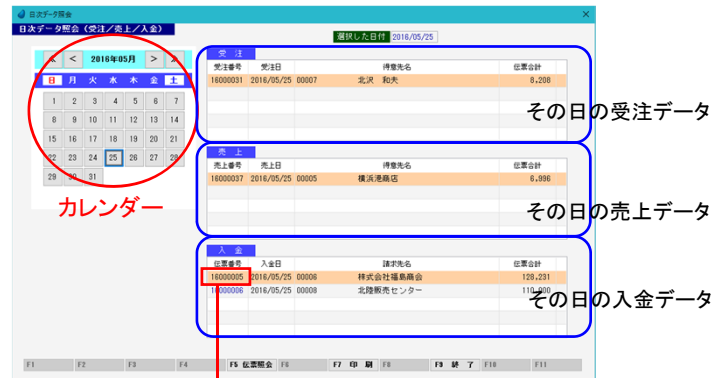 日次データ照会
日次データ照会 (受注/売上/入金)
選択した日付 2016/05/25
< 2016年05月 >
日 月 火 水 木 金 土
1 2 3 4 5 6 7
8 9 10 11 12 13 14
15 16 17 18 19 20 21
22 23 24 25 26 27 28
29 30 31
カレンダー
受 注
受注番号 受注日 得意先名 伝票合計
16000031 2016/05/25 00007 北沢 和夫 8,208
その日の受注データ
売 上
売上番号 売上日 得意先名 伝票合計
16000037 2016/05/25 00005 横浜港商店 6,996
その日の売上データ
入 金
伝票番号 入金日 請求先名 伝票合計
16000005 2016/05/25 00006 株式会社福島商会 128,231
16000006 2016/05/25 00008 北陸販売センター 110,000
その日の入金データ
F1 F2 F3 F4 F5 伝票照会 F6 F7 印 刷 F8 F9 終 了 F10 F11